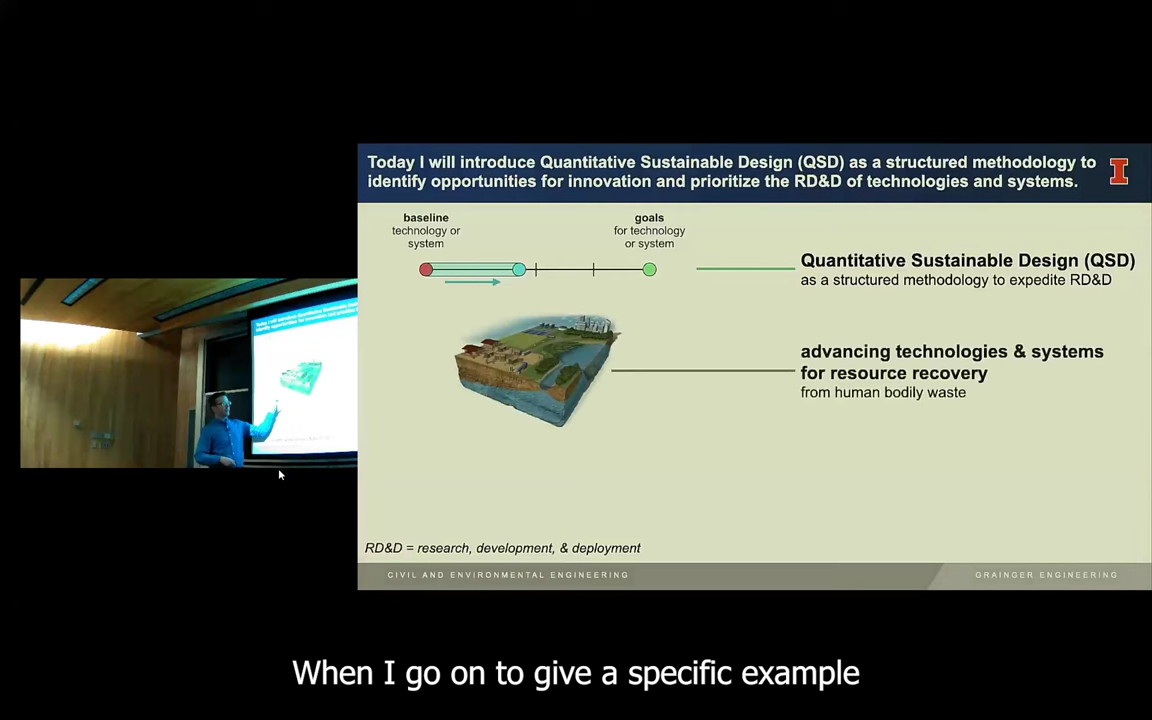 Today I will introduce Quantitative Sustainable Design (QSD) as a structured methodology to
identify opportunities for innovation and prioritize the RD&D of technologies and systems.
baseline
technology or
system
goals
for technology
or system
Quantitative Sustainable Design (QSD)
as a structured methodology to expedite RD&D
advancing technologies & systems
for resource recovery
from human bodily waste
RD&D = research, development, & deployment
CIVIL AND ENVIRONMENTAL ENGINEERING
GRAINGER ENGINEERING
When I go on to give a specific example